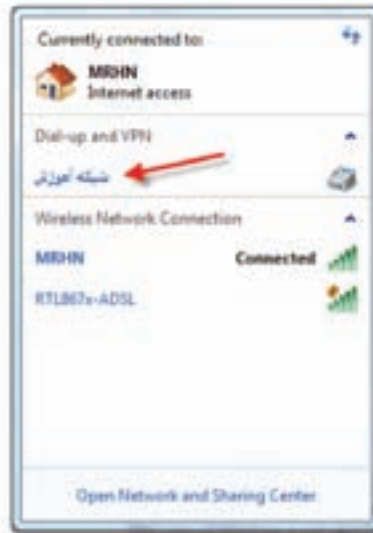 Currently connected to:
MRHN
Internet access
Dial-up and VPN
شبکه آموزش
Wireless Network Connection
MRHN Connected
RTL867x-ADSL
Open Network and Sharing Center